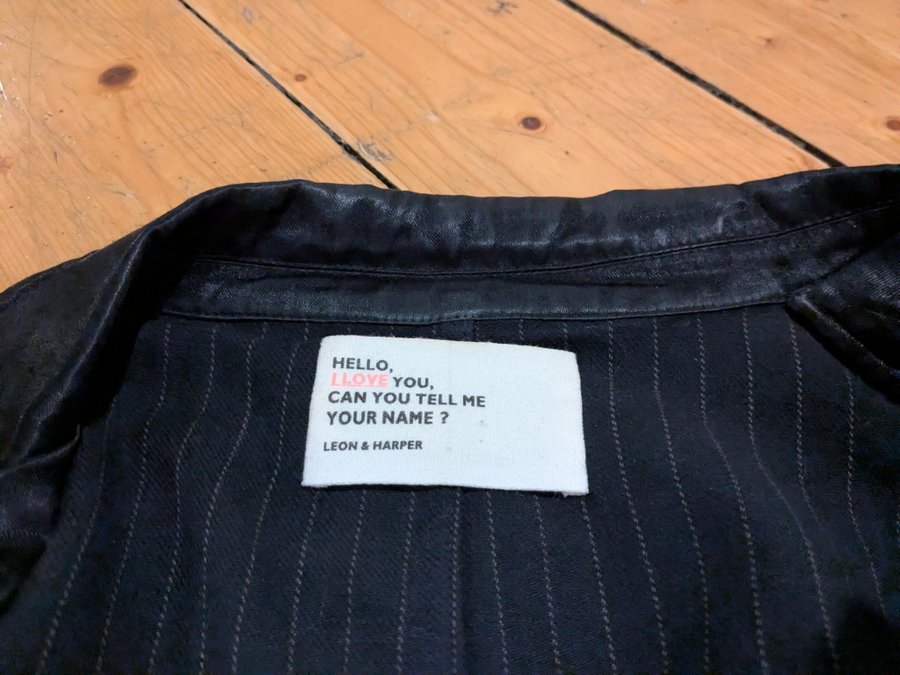 HELLO,
I LOVE YOU,
CAN YOU TELL ME
YOUR NAME ?
LEON & HARPER